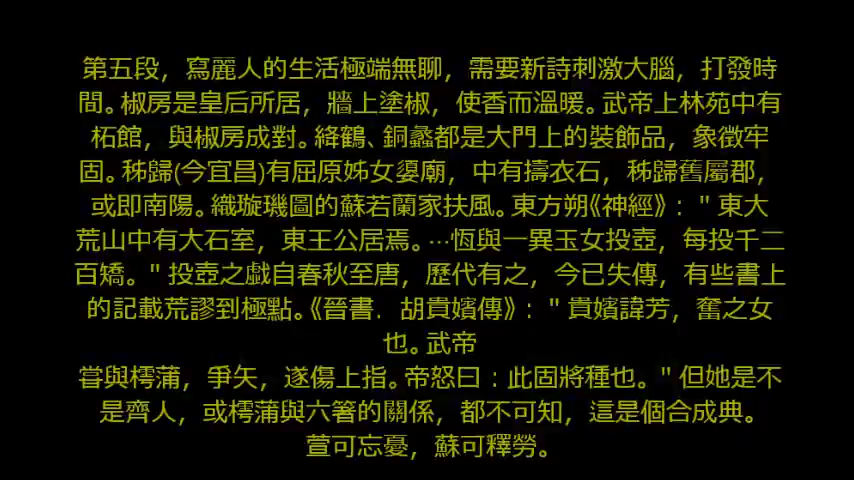 第五段，寫麗人的生活極端無聊，需要新詩刺激大腦，打發時
間。椒房是皇后所居，牆上塗椒，使香而溫暖。武帝上林苑中有
柘館，與椒房成對。絳鶴、銅蠡都是大門上的裝飾品，象徵牢
固。秭歸(今宜昌)有屈原姊女嬃廟，中有擣衣石，秭歸舊屬郡，
或即南陽。織璇璣圖的蘇若蘭家扶風。東方朔《神經》："東大
荒山中有大石室，東王公居焉。…恆與一異玉女投壺，每投千二
百矯。"投壺之戲自春秋至唐，歷代有之，今已失傳，有些書上
的記載荒謬到極點。《晉書．胡貴嬪傳》："貴嬪諱芳，奮之女
也。武帝
甞與樗蒲，爭矢，遂傷上指。帝怒曰：此固將種也。"但她是不
是齊人，或樗蒲與六箸的關係，都不可知，這是個合成典。
萱可忘憂，蘇可釋勞。